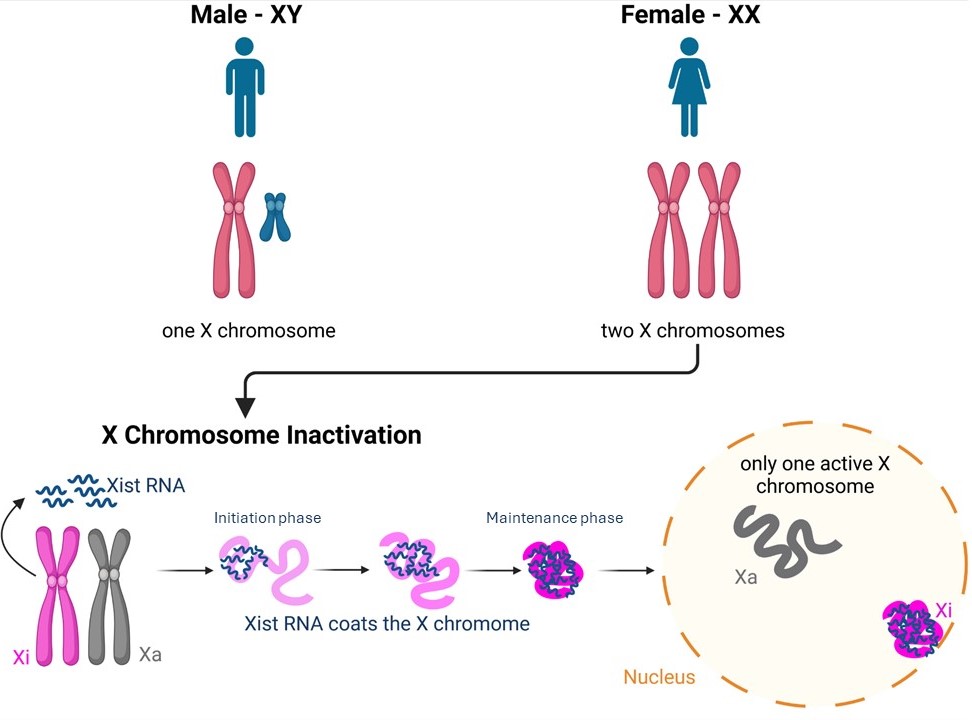 Male - XY
Female - XX
one X chromosome
two X chromosomes
X Chromosome Inactivation
Xist RNA
Initiation phase
Maintenance phase
Xist RNA coats the X chromome
Xi
Xa
only one active X
chromosome
Xa
Xi
Nucleus